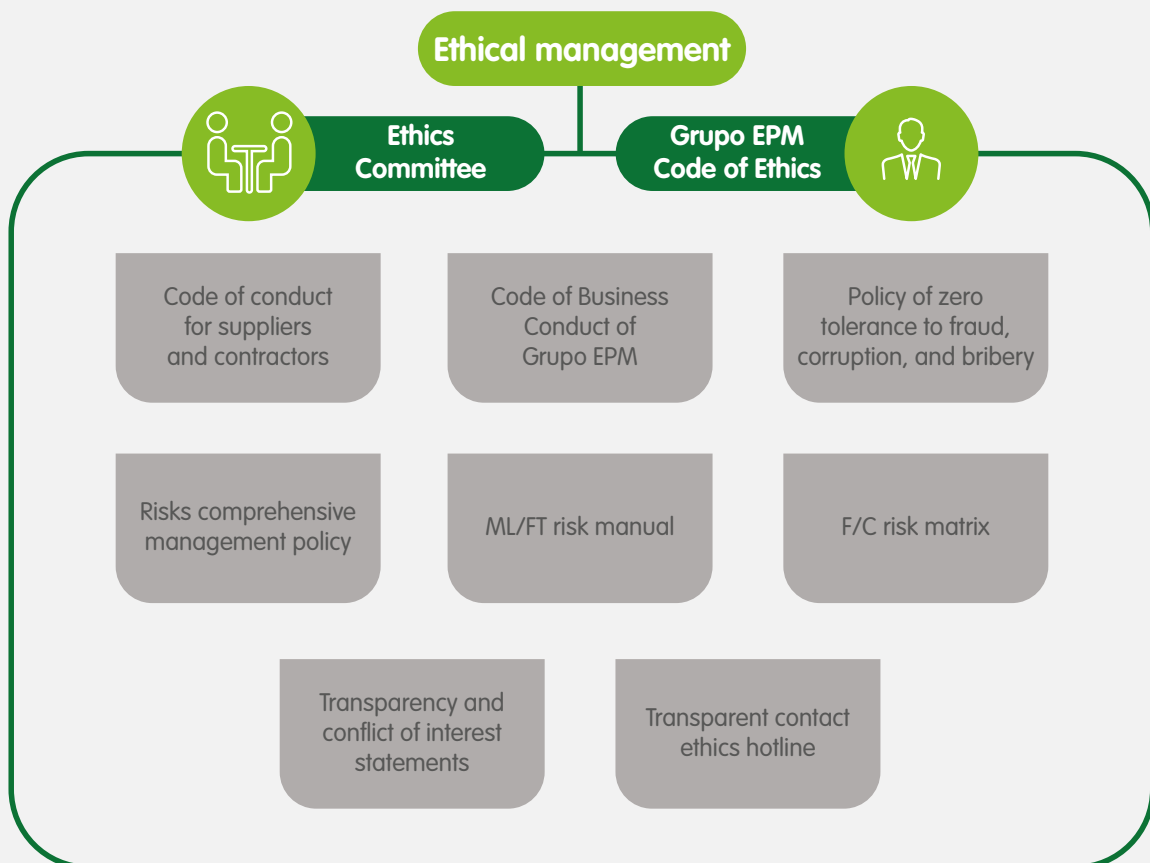 Ethical management
Ethics
Committee
Grupo EPM
Code of Ethics
Code of conduct
for suppliers
and contractors
Code of Business
Conduct of
Grupo EPM
Policy of zero
tolerance to fraud,
corruption, and bribery
Risks comprehensive
management policy
ML/FT risk manual
F/C risk matrix
Transparency and
conflict of interest
statements
Transparent contact
ethics hotline